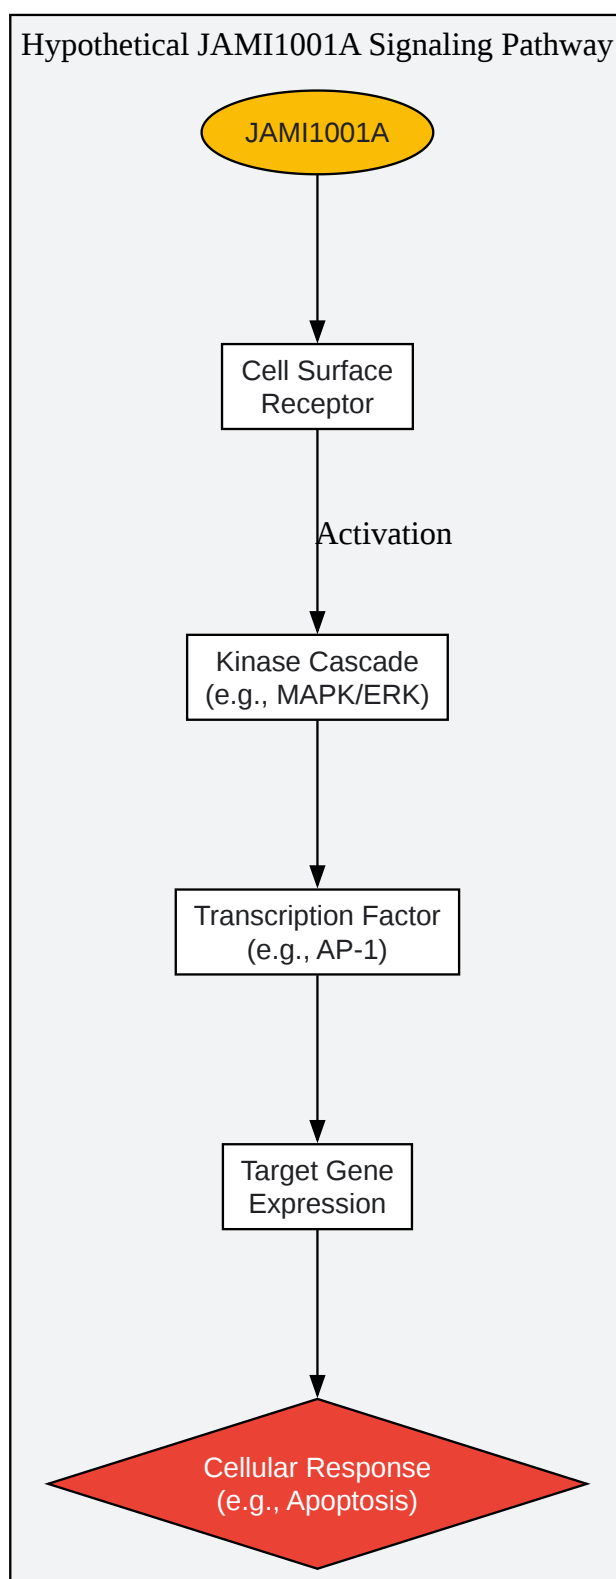 Hypothetical JAMI1001A Signaling Pathway
JAMI1001A
Cell Surface
Receptor
Activation
Kinase Cascade
(e.g., MAPK/ERK)
Transcription Factor
(e.g., AP-1)
Target Gene
Expression
Cellular Response
(e.g., Apoptosis)